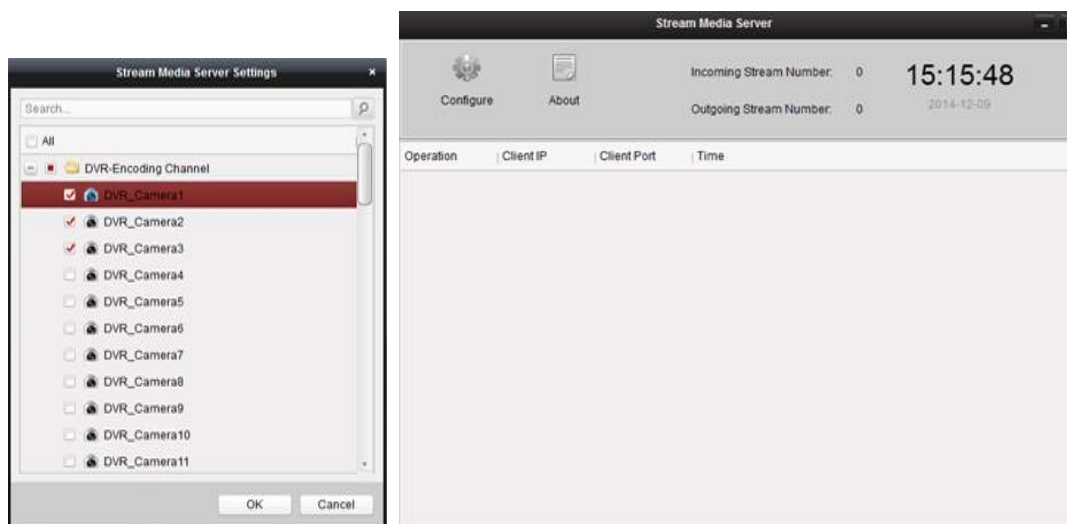 Stream Media Server Settings
Search...
All
DVR-Encoding Channel
DVR_Camera1
DVR_Camera2
DVR_Camera3
DVR_Camera4
DVR_Camera5
DVR_Camera6
DVR_Camera7
DVR_Camera8
DVR_Camera9
DVR_Camera10
DVR_Camera11
OK Cancel
Stream Media Server
Configure About
Incoming Stream Number: 0
Outgoing Stream Number: 0
15:15:48
2014-12-09
Operation Client IP Client Port Time